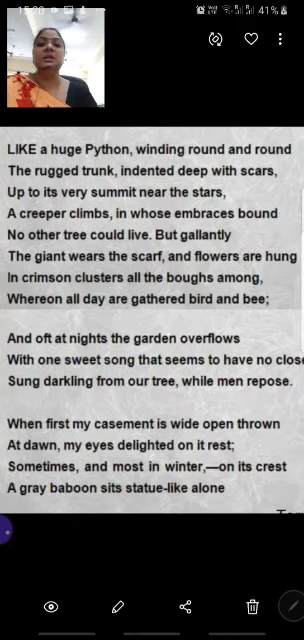 15:20
41%
LIKE a huge Python, winding round and round
The rugged trunk, indented deep with scars,
Up to its very summit near the stars,
A creeper climbs, in whose embraces bound
No other tree could live. But gallantly
The giant wears the scarf, and flowers are hung
In crimson clusters all the boughs among,
Whereon all day are gathered bird and bee;
And oft at nights the garden overflows
With one sweet song that seems to have no close
Sung darkling from our tree, while men repose.
When first my casement is wide open thrown
At dawn, my eyes delighted on it rest;
Sometimes, and most in winter,—on its crest
A gray baboon sits statue-like alone